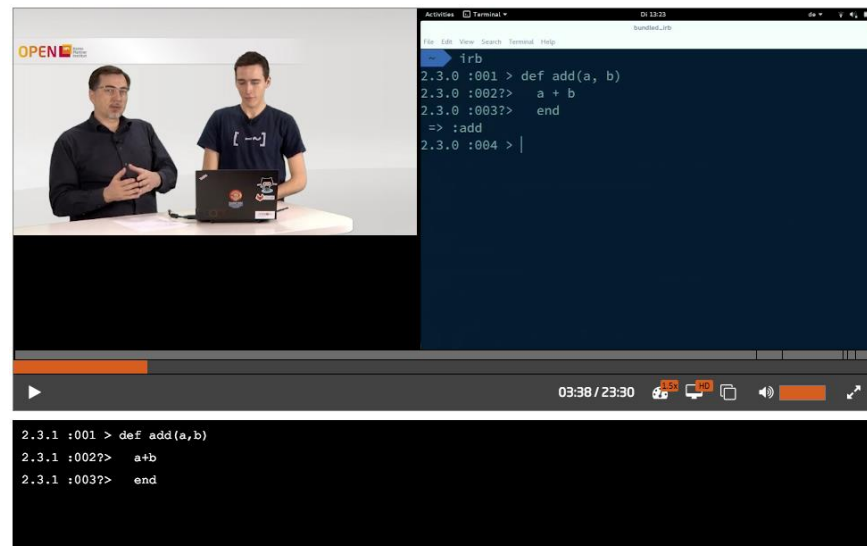 OPEN HPI
Activities Terminal ▾ Di 13:23 de ▾
bundled_irb
File Edit View Search Terminal Help
~ irb
2.3.0 :001 > def add(a, b)
2.3.0 :002?>   a + b
2.3.0 :003?>   end
=> :add
2.3.0 :004 >
[ ~~]
03:38 / 23:30 1.5x HD
2.3.1 :001 > def add(a,b)
2.3.1 :002?>   a+b
2.3.1 :003?>   end